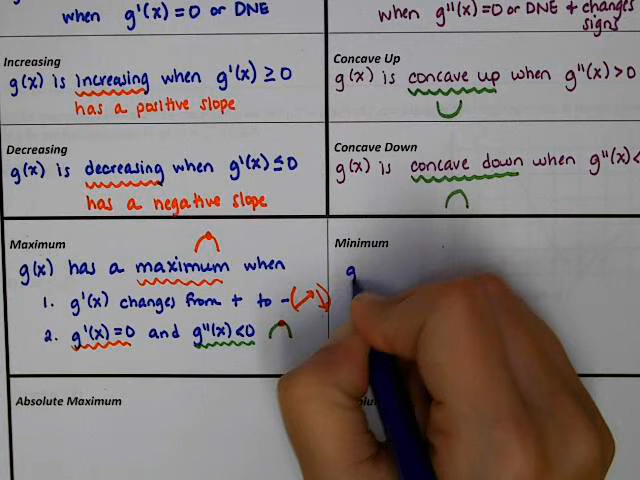 when g'(x)=0 or DNE
when g"(x)=0 or DNE + changes signs
Increasing
g(x) is increasing when g'(x) ≥ 0
has a positive slope
Concave Up
g(x) is concave up when g"(x) > 0
Decreasing
g(x) is decreasing when g'(x) ≤ 0
has a negative slope
Concave Down
g(x) is concave down when g"(x) <
Maximum
g(x) has a maximum when
1. g'(x) changes from + to -
2. g'(x)=0 and g"(x)<0
Minimum
g
Absolute Maximum